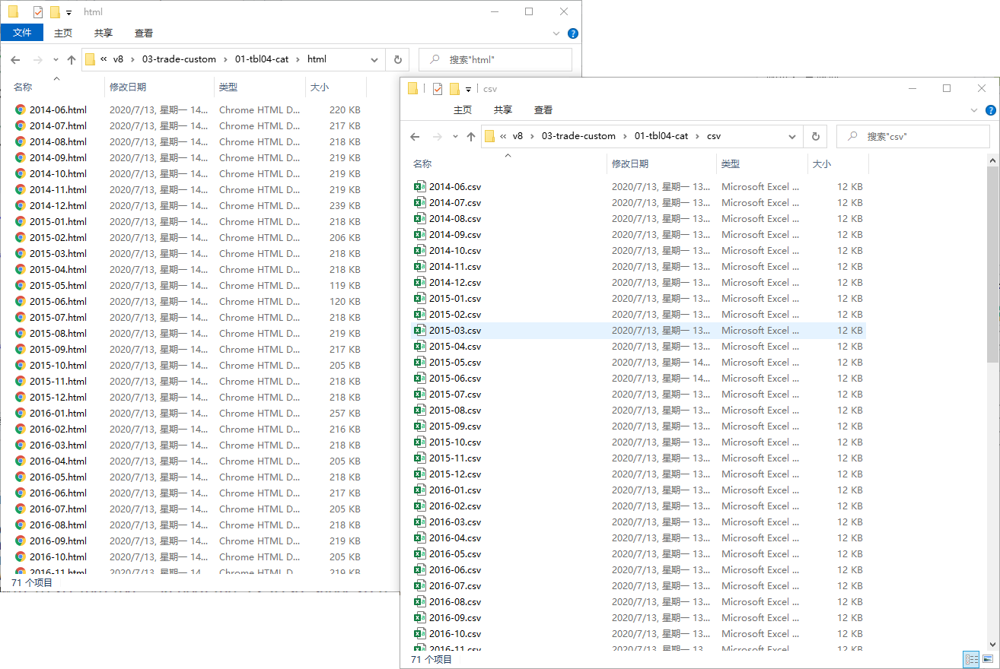 html
文件 主页 共享 查看
« v8 › 03-trade-custom › 01-tbl04-cat › html 搜索"html"
名称 修改日期 类型 大小
2014-06.html 2020/7/13, 星期一 14... Chrome HTML D... 220 KB
2014-07.html 2020/7/13, 星期一 14... Chrome HTML D... 217 KB
2014-08.html 2020/7/13, 星期一 14... Chrome HTML D... 218 KB
2014-09.html 2020/7/13, 星期一 14... Chrome HTML D... 219 KB
2014-10.html 2020/7/13, 星期一 14... Chrome HTML D... 219 KB
2014-11.html 2020/7/13, 星期一 14... Chrome HTML D... 219 KB
2014-12.html 2020/7/13, 星期一 14... Chrome HTML D... 239 KB
2015-01.html 2020/7/13, 星期一 14... Chrome HTML D... 218 KB
2015-02.html 2020/7/13, 星期一 14... Chrome HTML D... 206 KB
2015-03.html 2020/7/13, 星期一 14... Chrome HTML D... 218 KB
2015-04.html 2020/7/13, 星期一 14... Chrome HTML D... 218 KB
2015-05.html 2020/7/13, 星期一 14... Chrome HTML D... 119 KB
2015-06.html 2020/7/13, 星期一 14... Chrome HTML D... 120 KB
2015-07.html 2020/7/13, 星期一 14... Chrome HTML D... 218 KB
2015-08.html 2020/7/13, 星期一 14... Chrome HTML D... 219 KB
2015-09.html 2020/7/13, 星期一 14... Chrome HTML D... 217 KB
2015-10.html 2020/7/13, 星期一 14... Chrome HTML D... 205 KB
2015-11.html 2020/7/13, 星期一 14... Chrome HTML D... 218 KB
2015-12.html 2020/7/13, 星期一 14... Chrome HTML D... 218 KB
2016-01.html 2020/7/13, 星期一 14... Chrome HTML D... 257 KB
2016-02.html 2020/7/13, 星期一 14... Chrome HTML D... 216 KB
2016-03.html 2020/7/13, 星期一 14... Chrome HTML D... 218 KB
2016-04.html 2020/7/13, 星期一 14... Chrome HTML D... 205 KB
2016-05.html 2020/7/13, 星期一 14... Chrome HTML D... 218 KB
2016-06.html 2020/7/13, 星期一 14... Chrome HTML D... 217 KB
2016-07.html 2020/7/13, 星期一 14... Chrome HTML D... 205 KB
2016-08.html 2020/7/13, 星期一 14... Chrome HTML D... 218 KB
2016-09.html 2020/7/13, 星期一 14... Chrome HTML D... 219 KB
2016-10.html 2020/7/13, 星期一 14... Chrome HTML D... 205 KB
2016-11.html 2020/7/13, 星期一 14... Chrome HTML D... 219 KB
71 个项目
csv
主页 共享 查看
« v8 › 03-trade-custom › 01-tbl04-cat › csv 搜索"csv"
名称 修改日期 类型 大小
2014-06.csv 2020/7/13, 星期一 13... Microsoft Excel ... 12 KB
2014-07.csv 2020/7/13, 星期一 13... Microsoft Excel ... 12 KB
2014-08.csv 2020/7/13, 星期一 13... Microsoft Excel ... 12 KB
2014-09.csv 2020/7/13, 星期一 13... Microsoft Excel ... 12 KB
2014-10.csv 2020/7/13, 星期一 13... Microsoft Excel ... 12 KB
2014-11.csv 2020/7/13, 星期一 13... Microsoft Excel ... 12 KB
2014-12.csv 2020/7/13, 星期一 13... Microsoft Excel ... 12 KB
2015-01.csv 2020/7/13, 星期一 13... Microsoft Excel ... 12 KB
2015-02.csv 2020/7/13, 星期一 13... Microsoft Excel ... 12 KB
2015-03.csv 2020/7/13, 星期一 13... Microsoft Excel ... 12 KB
2015-04.csv 2020/7/13, 星期一 13... Microsoft Excel ... 12 KB
2015-05.csv 2020/7/13, 星期一 14... Microsoft Excel ... 12 KB
2015-06.csv 2020/7/13, 星期一 14... Microsoft Excel ... 12 KB
2015-07.csv 2020/7/13, 星期一 13... Microsoft Excel ... 12 KB
2015-08.csv 2020/7/13, 星期一 13... Microsoft Excel ... 12 KB
2015-09.csv 2020/7/13, 星期一 13... Microsoft Excel ... 12 KB
2015-10.csv 2020/7/13, 星期一 13... Microsoft Excel ... 12 KB
2015-11.csv 2020/7/13, 星期一 13... Microsoft Excel ... 12 KB
2015-12.csv 2020/7/13, 星期一 13... Microsoft Excel ... 12 KB
2016-01.csv 2020/7/13, 星期一 13... Microsoft Excel ... 12 KB
2016-02.csv 2020/7/13, 星期一 13... Microsoft Excel ... 12 KB
2016-03.csv 2020/7/13, 星期一 13... Microsoft Excel ... 12 KB
2016-04.csv 2020/7/13, 星期一 13... Microsoft Excel ... 12 KB
2016-05.csv 2020/7/13, 星期一 13... Microsoft Excel ... 12 KB
2016-06.csv 2020/7/13, 星期一 13... Microsoft Excel ... 12 KB
2016-07.csv 2020/7/13, 星期一 13... Microsoft Excel ... 12 KB
2016-08.csv 2020/7/13, 星期一 13... Microsoft Excel ... 12 KB
2016-09.csv 2020/7/13, 星期一 13... Microsoft Excel ... 12 KB
2016-10.csv 2020/7/13, 星期一 13... Microsoft Excel ... 12 KB
2016-11.csv 2020/7/13, 星期一 13... Microsoft Excel ... 12 KB
71 个项目